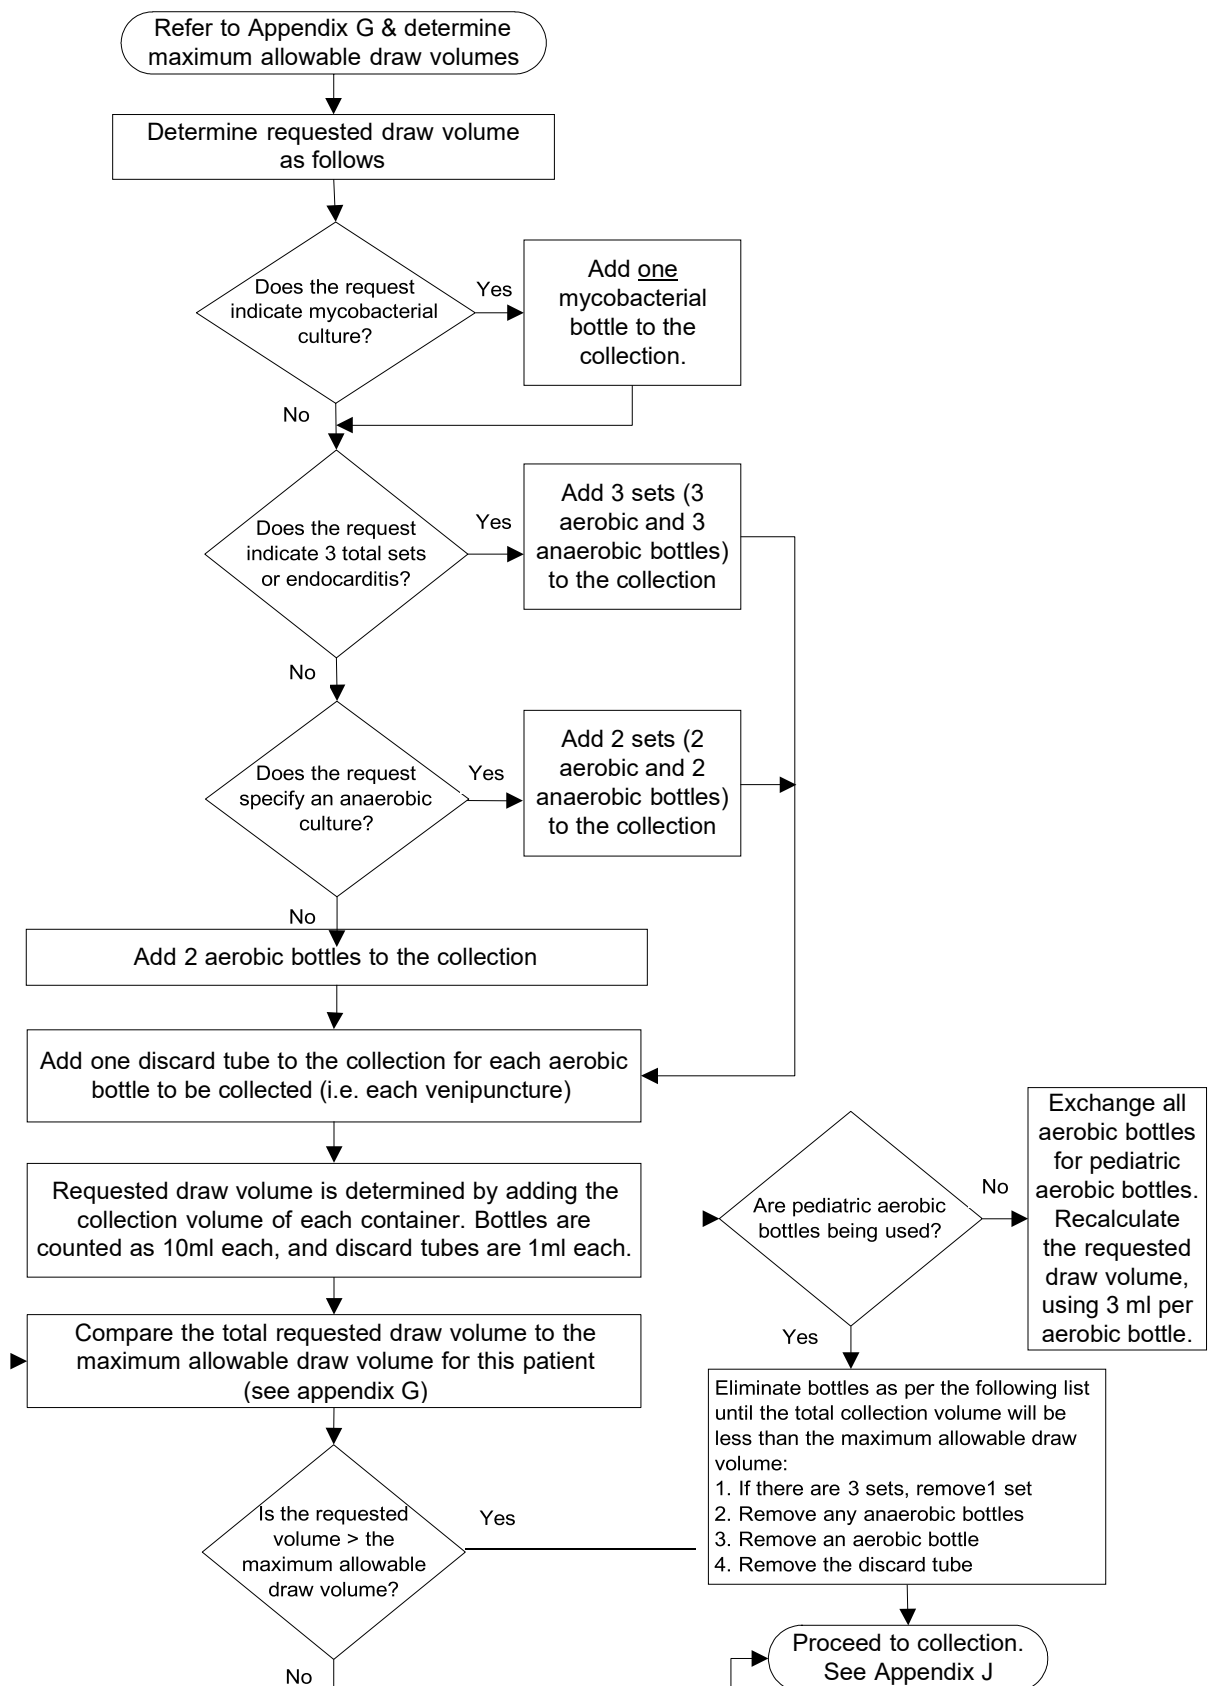 Refer to Appendix G & determine
maximum allowable draw volumes
Determine requested draw volume
as follows
Does the request
indicate mycobacterial
culture?
Yes
Add one
mycobacterial
bottle to the
collection.
No
Does the request
indicate 3 total sets
or endocarditis?
Yes
Add 3 sets (3
aerobic and 3
anaerobic bottles)
to the collection
No
Does the request
specify an anaerobic
culture?
Yes
Add 2 sets (2
aerobic and 2
anaerobic bottles)
to the collection
No
Add 2 aerobic bottles to the collection
Add one discard tube to the collection for each aerobic
bottle to be collected (i.e. each venipuncture)
Requested draw volume is determined by adding the
collection volume of each container. Bottles are
counted as 10ml each, and discard tubes are 1ml each.
Compare the total requested draw volume to the
maximum allowable draw volume for this patient
(see appendix G)
Is the requested
volume > the
maximum allowable
draw volume?
Yes
No
Are pediatric aerobic
bottles being used?
No
Exchange all
aerobic bottles
for pediatric
aerobic bottles.
Recalculate
the requested
draw volume,
using 3 ml per
aerobic bottle.
Yes
Eliminate bottles as per the following list
until the total collection volume will be
less than the maximum allowable draw
volume:
1. If there are 3 sets, remove1 set
2. Remove any anaerobic bottles
3. Remove an aerobic bottle
4. Remove the discard tube
Proceed to collection.
See Appendix J